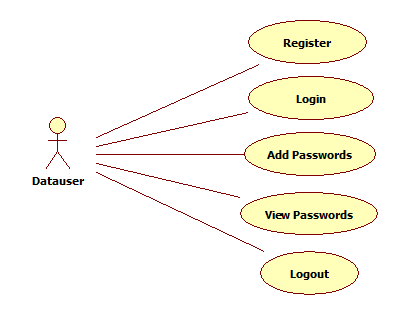 Register
Login
Add Passwords
Datauser
View Passwords
Logout